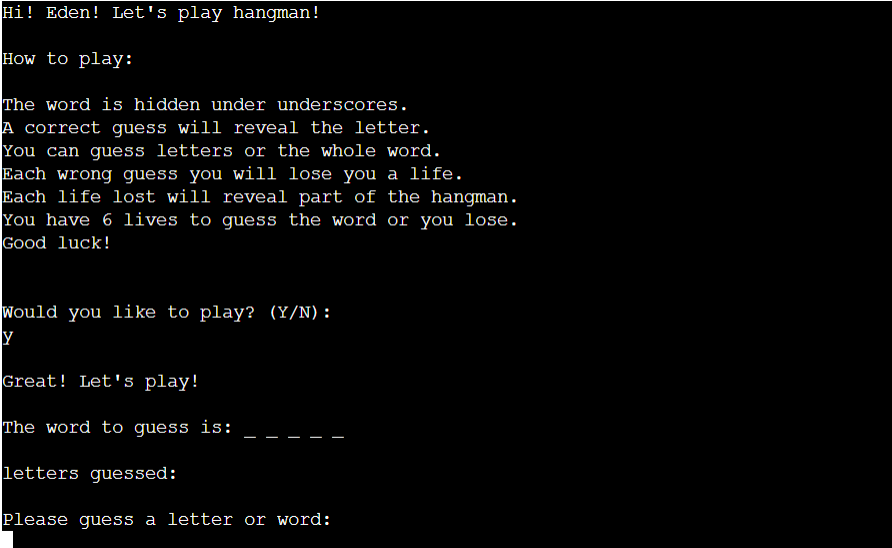 Hi! Eden! Let's play hangman!
How to play:
The word is hidden under underscores.
A correct guess will reveal the letter.
You can guess letters or the whole word.
Each wrong guess you will lose you a life.
Each life lost will reveal part of the hangman.
You have 6 lives to guess the word or you lose.
Good luck!
Would you like to play? (Y/N):
y
Great! Let's play!
The word to guess is: _ _ _ _ _
letters guessed:
Please guess a letter or word: